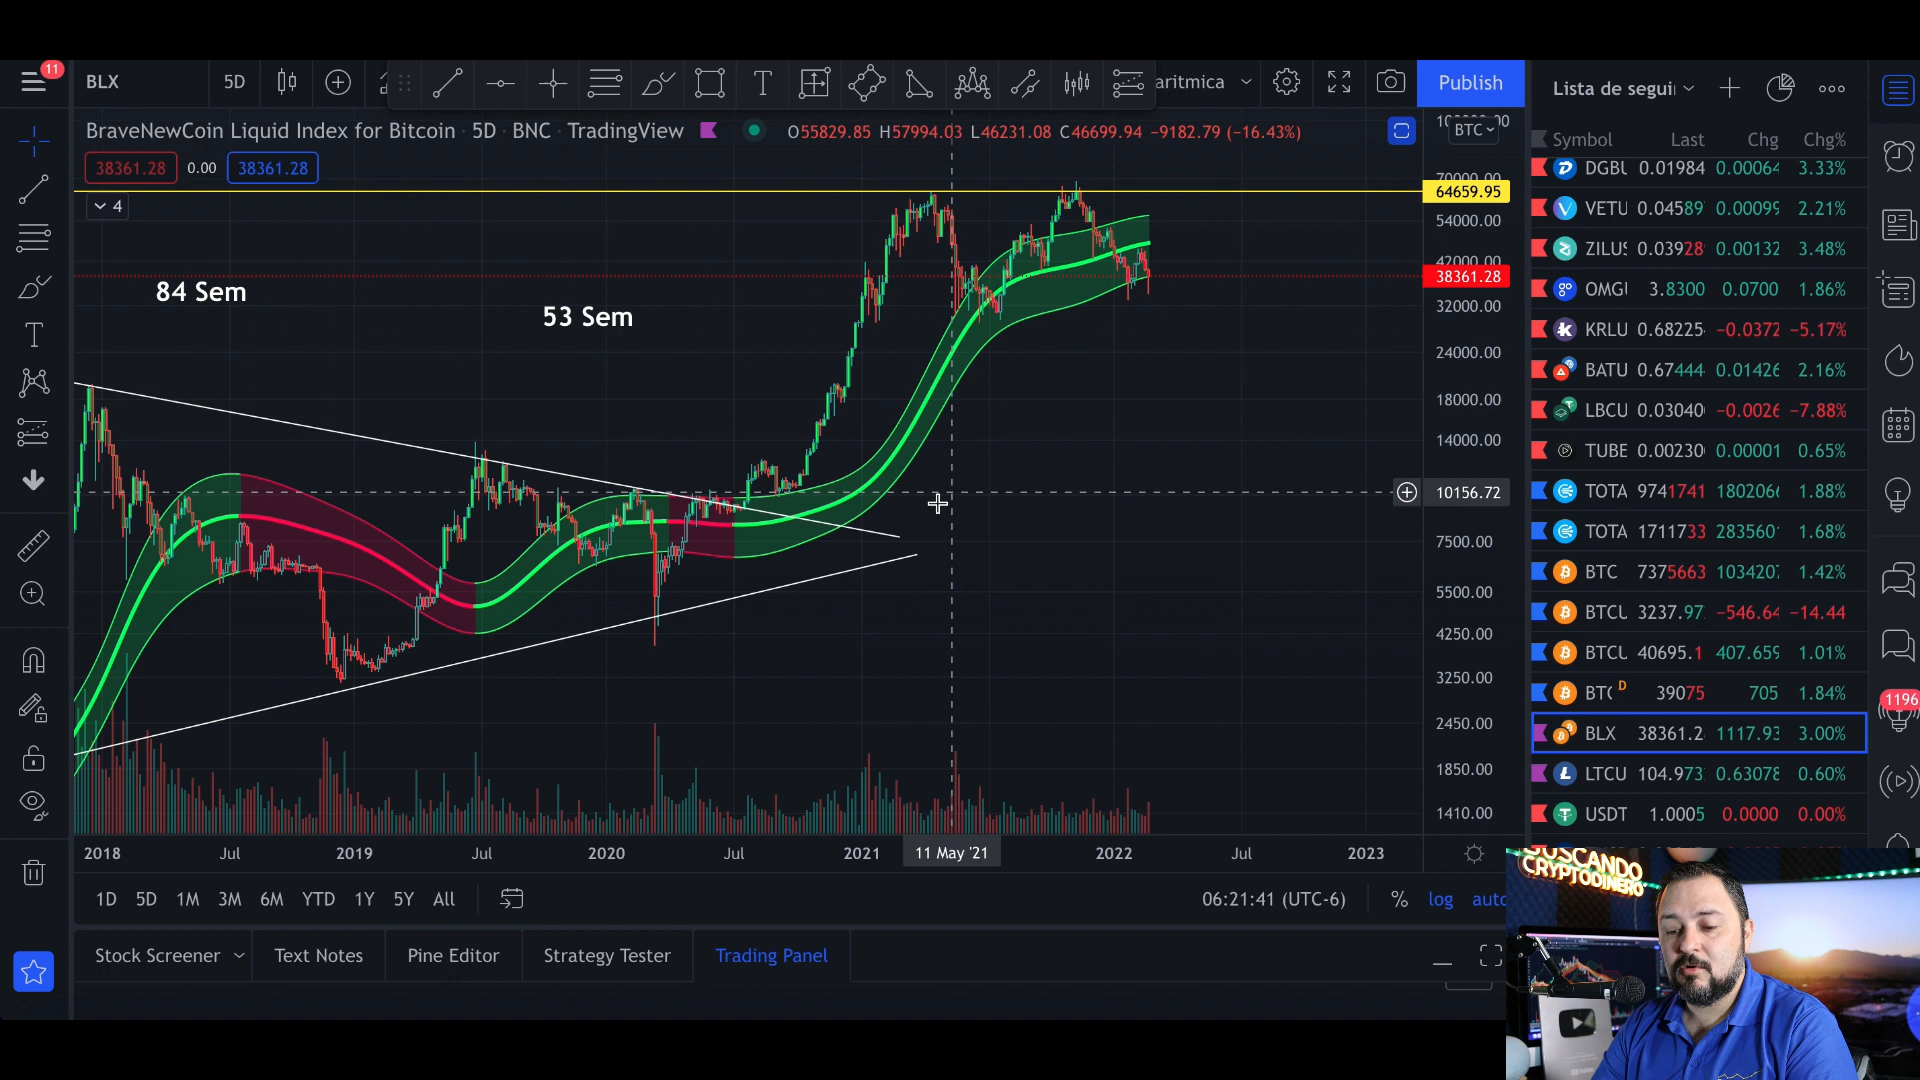 11
BLX
5D
aritmica
Publish
Lista de segui
BraveNewCoin Liquid Index for Bitcoin · 5D · BNC · TradingView
O55829.85 H57994.03 L46231.08 C46699.94 −9182.79 (−16.43%)
BTC
38361.28 0.00 38361.28
4
84 Sem
53 Sem
70000.00
64659.95
54000.00
42000.00
38361.28
32000.00
24000.00
18000.00
14000.00
10156.72
7500.00
5500.00
4250.00
3250.00
2450.00
1850.00
1410.00
2018 Jul 2019 Jul 2020 Jul 2021 11 May '21 2022 Jul 2023
1D 5D 1M 3M 6M YTD 1Y 5Y All
06:21:41 (UTC-6) % log auto
Stock Screener Text Notes Pine Editor Strategy Tester Trading Panel
Symbol Last Chg Chg%
DGBU 0.01984 0.00064 3.33%
VETU 0.04589 0.00099 2.21%
ZILUS 0.03928 0.00132 3.48%
OMGU 3.8300 0.0700 1.86%
KRLU 0.68225 −0.0372 −5.17%
BATU 0.67444 0.01426 2.16%
LBCU 0.03040 −0.0026 −7.88%
TUBE 0.00230 0.00001 0.65%
TOTA 9741741 1802066 1.88%
TOTA 1711733 2835601 1.68%
BTC 7375663 1034207 1.42%
BTCU 3237.97 −546.64 −14.44
BTCU 40695.1 407.659 1.01%
BTC D 39075 705 1.84%
BLX 38361.2 1117.93 3.00%
LTCU 104.973 0.63078 0.60%
USDT 1.0005 0.0000 0.00%
1196
BUSCANDO
CRYPTODINERO